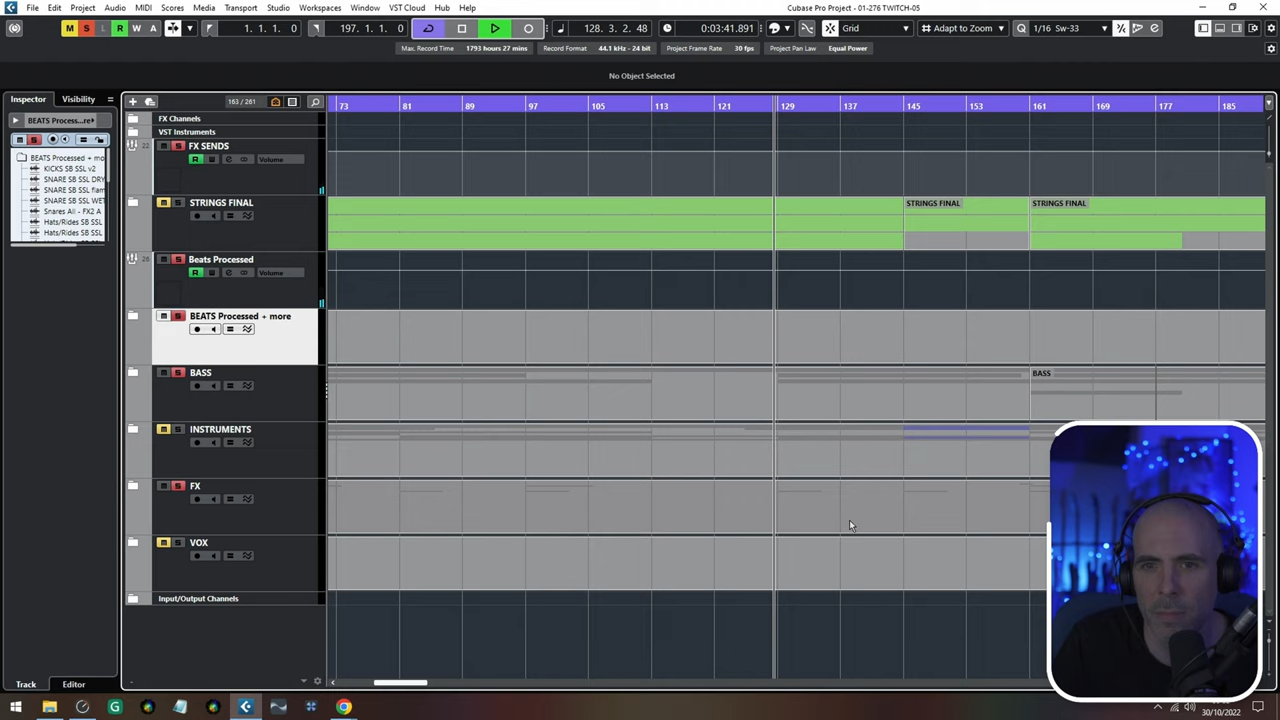 File Edit Project Audio MIDI Scores Media Transport Studio Workspaces Window VST Cloud Hub Help
Cubase Pro Project - 01-276 TWITCH-05
M S L R W A 1. 1. 1. 0 197. 1. 1. 0 128. 3. 2. 48 0:03:41.891 Grid Adapt to Zoom Q 1/16 Sw-33
Max. Record Time 1793 hours 27 mins Record Format 44.1 kHz - 24 bit Project Frame Rate 30 fps Project Pan Law Equal Power
No Object Selected
Inspector Visibility
163 / 261
73 81 89 97 105 113 121 129 137 145 153 161 169 177 185
BEATS Process...re
FX Channels
VST Instruments
22 FX SENDS
R Volume
BEATS Processed + mo
KICKS SB SSL v2
SNARE SB SSL DRY
SNARE SB SSL flam
SNARE SB SSL WET
Snares All - FX2 A
Hats/Rides SB SSL
Hats/Rides SB SSL
STRINGS FINAL
STRINGS FINAL
STRINGS FINAL
26 Beats Processed
R Volume
BEATS Processed + more
BASS
BASS
INSTRUMENTS
FX
VOX
Input/Output Channels
Track Editor
30/10/2022